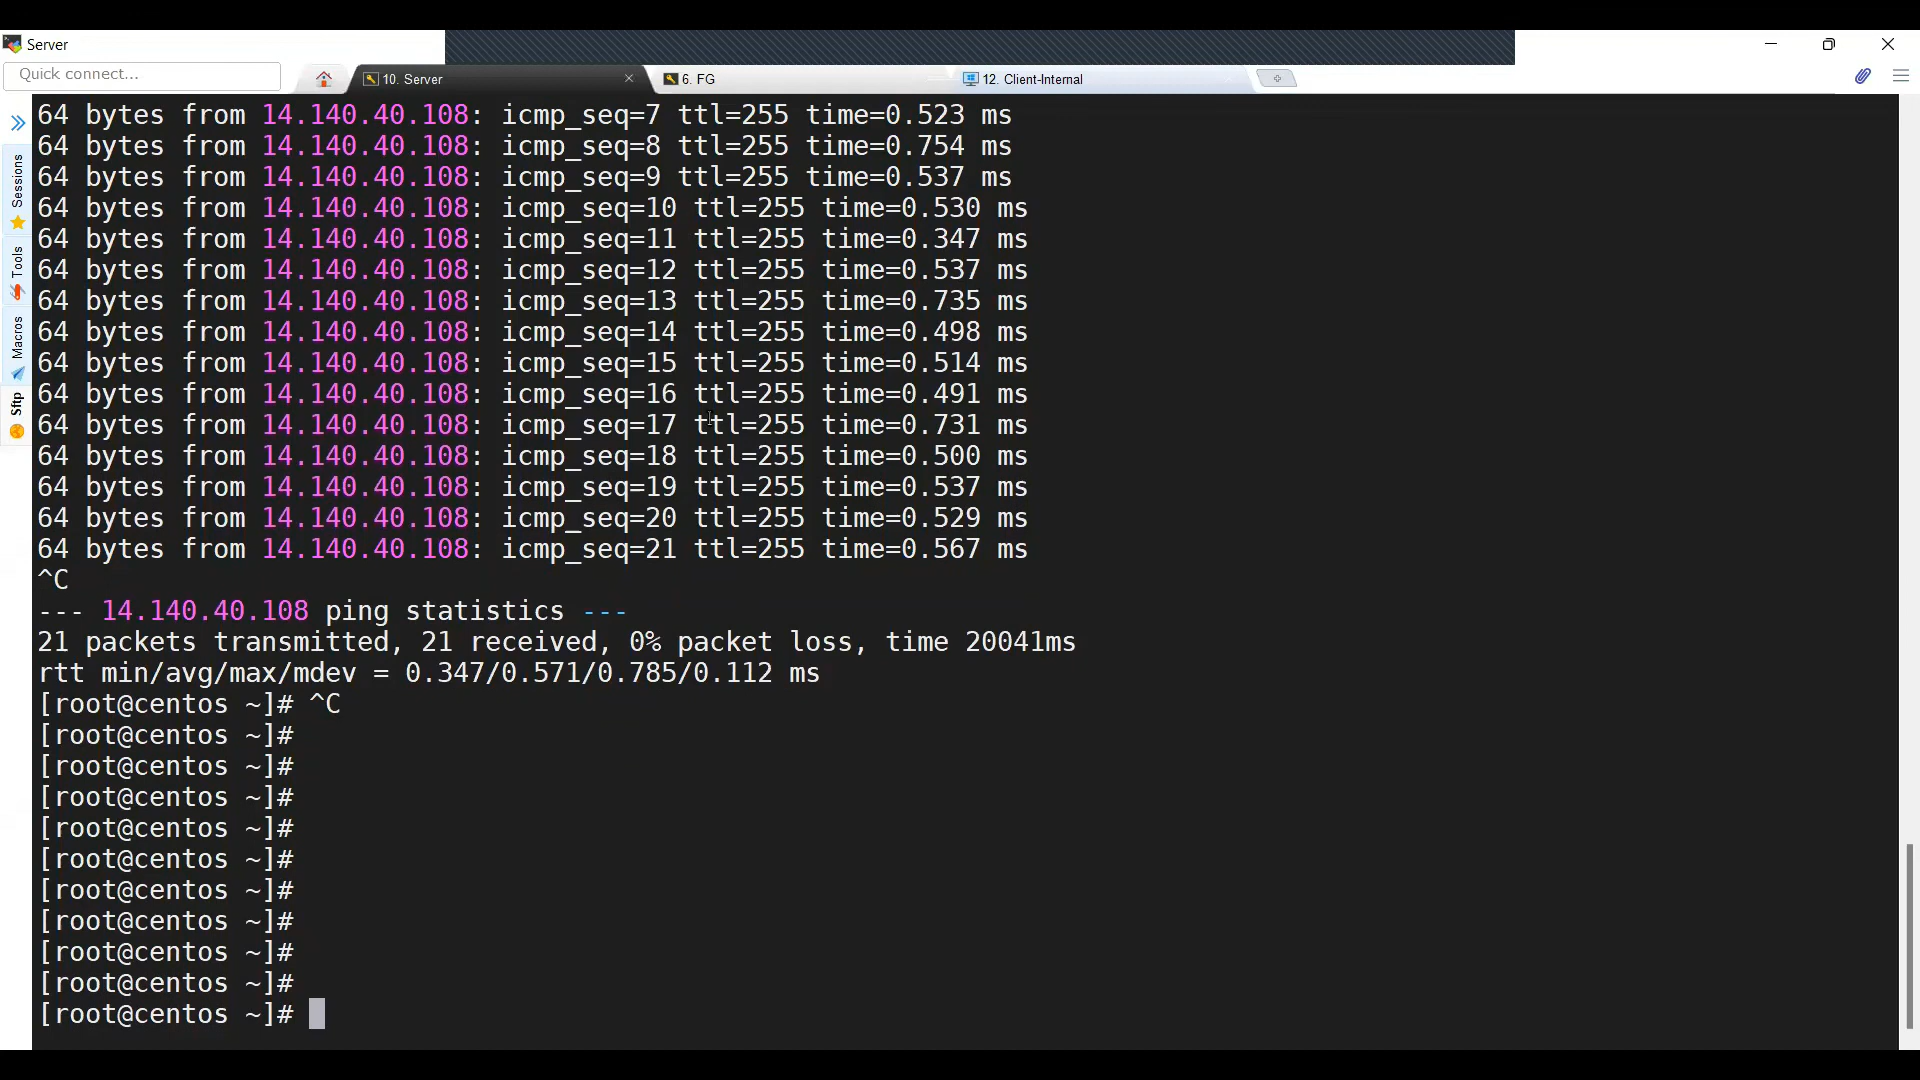 Server
Quick connect...
10. Server
6. FG
12. Client-Internal
Sessions
Tools
Macros
Sftp
64 bytes from 14.140.40.108: icmp_seq=7 ttl=255 time=0.523 ms
64 bytes from 14.140.40.108: icmp_seq=8 ttl=255 time=0.754 ms
64 bytes from 14.140.40.108: icmp_seq=9 ttl=255 time=0.537 ms
64 bytes from 14.140.40.108: icmp_seq=10 ttl=255 time=0.530 ms
64 bytes from 14.140.40.108: icmp_seq=11 ttl=255 time=0.347 ms
64 bytes from 14.140.40.108: icmp_seq=12 ttl=255 time=0.537 ms
64 bytes from 14.140.40.108: icmp_seq=13 ttl=255 time=0.735 ms
64 bytes from 14.140.40.108: icmp_seq=14 ttl=255 time=0.498 ms
64 bytes from 14.140.40.108: icmp_seq=15 ttl=255 time=0.514 ms
64 bytes from 14.140.40.108: icmp_seq=16 ttl=255 time=0.491 ms
64 bytes from 14.140.40.108: icmp_seq=17 ttl=255 time=0.731 ms
64 bytes from 14.140.40.108: icmp_seq=18 ttl=255 time=0.500 ms
64 bytes from 14.140.40.108: icmp_seq=19 ttl=255 time=0.537 ms
64 bytes from 14.140.40.108: icmp_seq=20 ttl=255 time=0.529 ms
64 bytes from 14.140.40.108: icmp_seq=21 ttl=255 time=0.567 ms
^C
--- 14.140.40.108 ping statistics ---
21 packets transmitted, 21 received, 0% packet loss, time 20041ms
rtt min/avg/max/mdev = 0.347/0.571/0.785/0.112 ms
[root@centos ~]# ^C
[root@centos ~]#
[root@centos ~]#
[root@centos ~]#
[root@centos ~]#
[root@centos ~]#
[root@centos ~]#
[root@centos ~]#
[root@centos ~]#
[root@centos ~]#
[root@centos ~]#